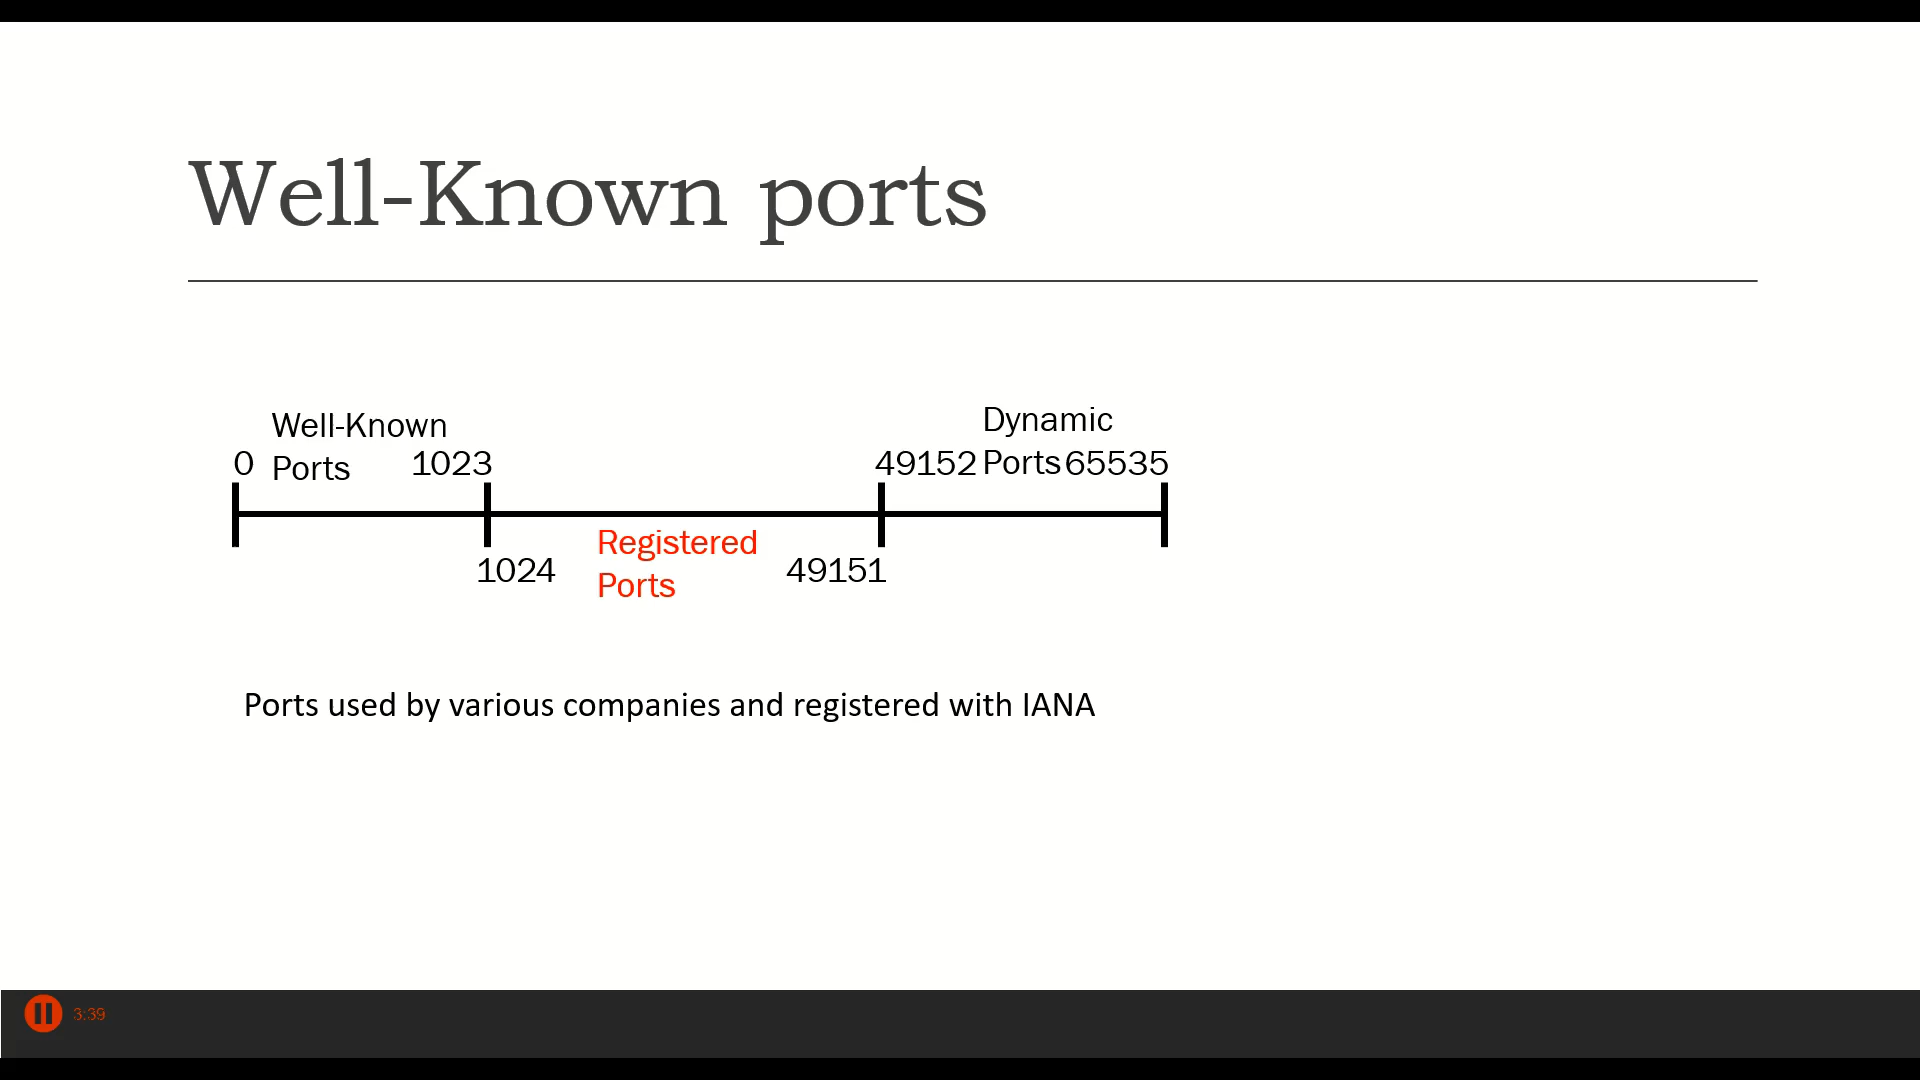 Well-Known ports
Well-Known
Ports
0
1023
Dynamic
Ports
49152
65535
Registered
Ports
1024
49151
Ports used by various companies and registered with IANA
3:39